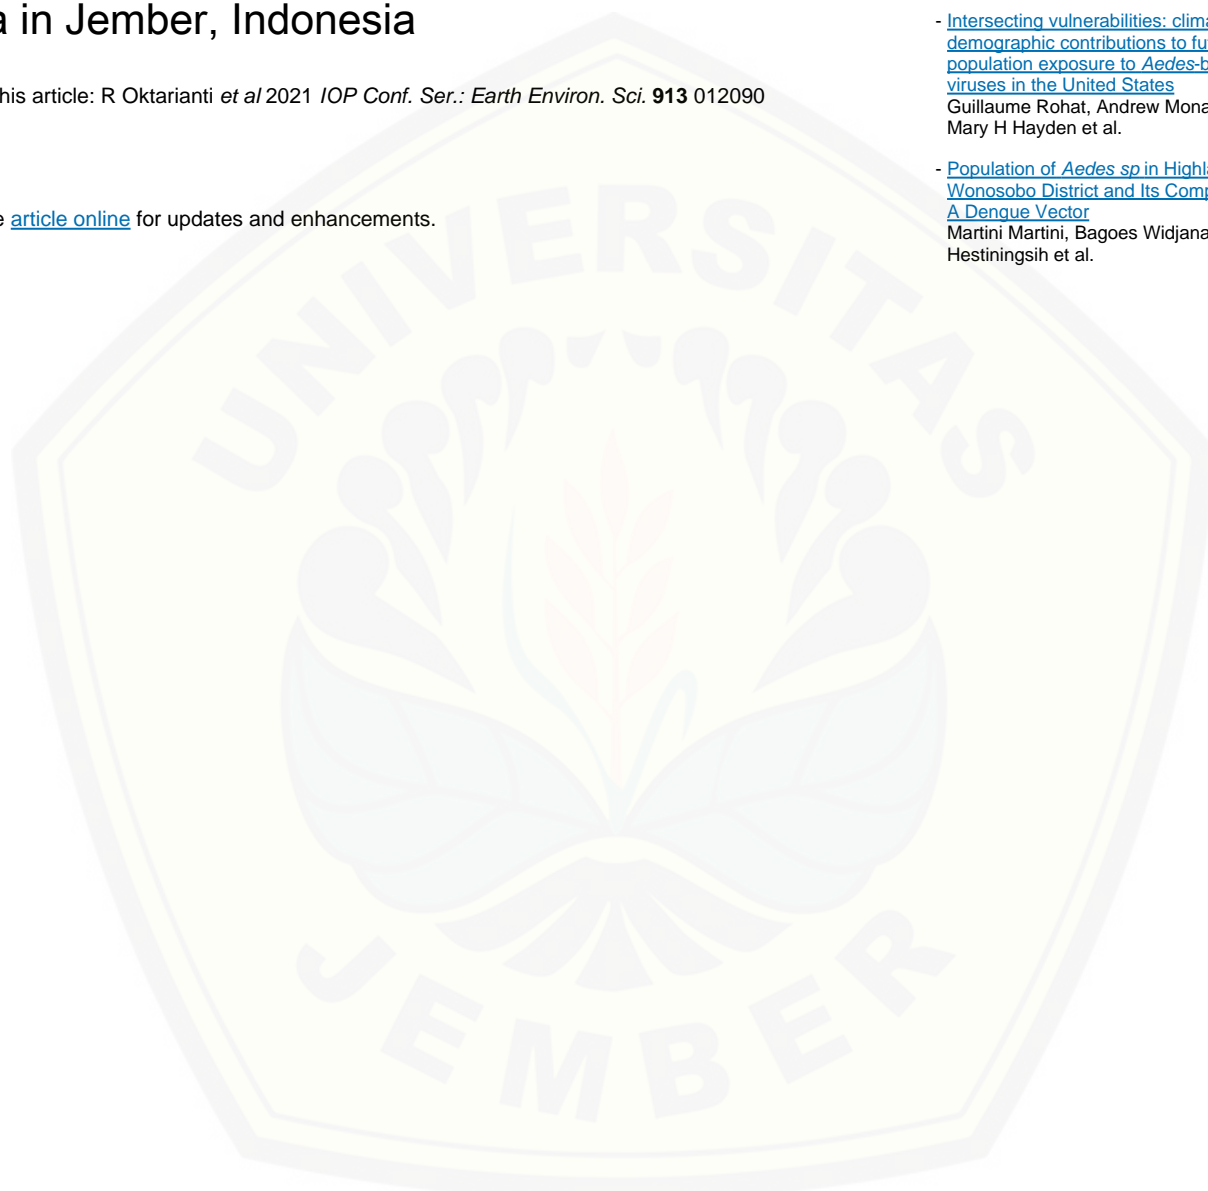 a in Jember, Indonesia
his article: R Oktarianti et al 2021 IOP Conf. Ser.: Earth Environ. Sci. 913 012090
e article online for updates and enhancements.
- Intersecting vulnerabilities: clima
demographic contributions to fu
population exposure to Aedes-b
viruses in the United States
Guillaume Rohat, Andrew Mona
Mary H Hayden et al.
- Population of Aedes sp in Highl
Wonosobo District and Its Comp
A Dengue Vector
Martini Martini, Bagoes Widjana
Hestiningsih et al.
UNIVERSITAS
JEMBER